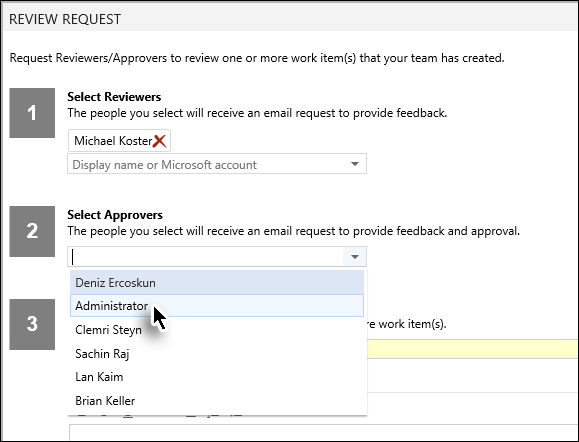 REVIEW REQUEST
Request Reviewers/Approvers to review one or more work item(s) that your team has created.
1
Select Reviewers
The people you select will receive an email request to provide feedback.
Michael Koster
Display name or Microsoft account
2
Select Approvers
The people you select will receive an email request to provide feedback and approval.
Deniz Ercoskun
Administrator
3
re work item(s).
Clemri Steyn
Sachin Raj
Lan Kaim
Brian Keller